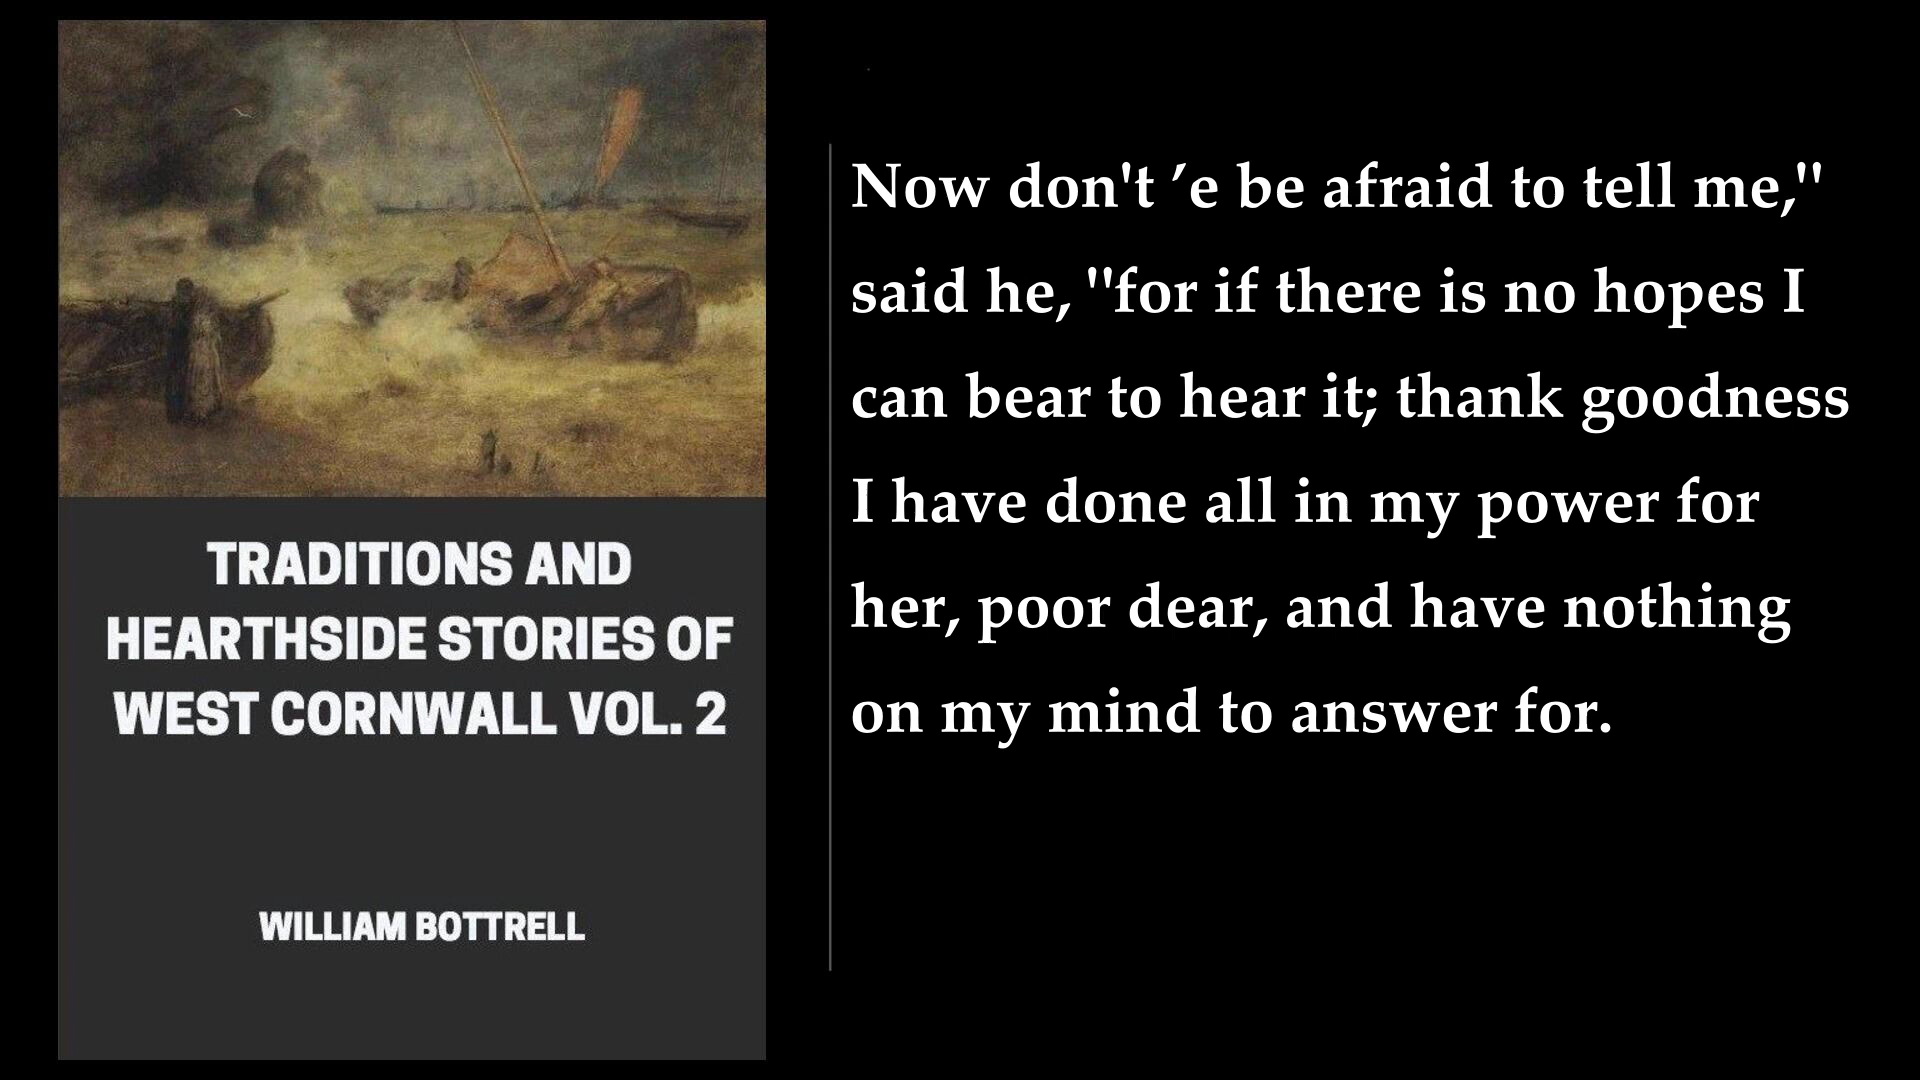 TRADITIONS AND
HEARTHSIDE STORIES OF
WEST CORNWALL VOL. 2
WILLIAM BOTTRELL
Now don't ’e be afraid to tell me,"
said he, "for if there is no hopes I
can bear to hear it; thank goodness
I have done all in my power for
her, poor dear, and have nothing
on my mind to answer for.